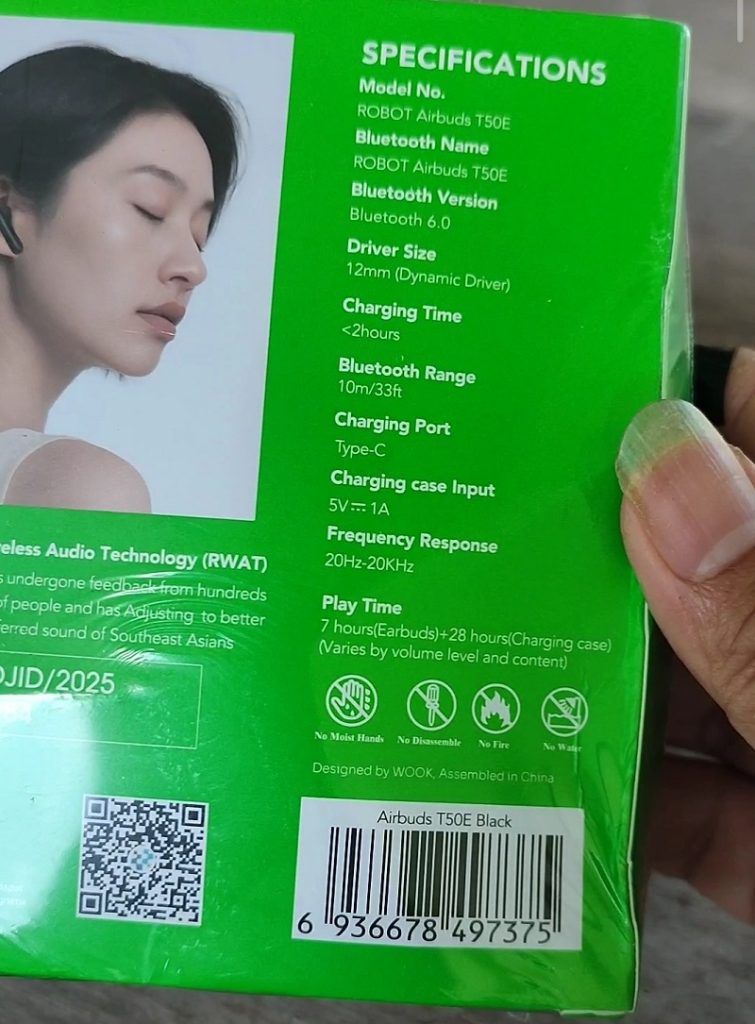 SPECIFICATIONS
Model No.
ROBOT Airbuds T50E
Bluetooth Name
ROBOT Airbuds T50E
Bluetooth Version
Bluetooth 6.0
Driver Size
12mm (Dynamic Driver)
Charging Time
<2hours
Bluetooth Range
10m/33ft
Charging Port
Type-C
Charging case Input
5V⎓1A
Frequency Response
20Hz-20KHz
Play Time
7 hours(Earbuds)+28 hours(Charging case)
(Varies by volume level and content)
No Moist Hands
No Disassemble
No Fire
No Water
Designed by WOOK, Assembled in China
Airbuds T50E Black
6 936678 497375
Audio Technology (RWAT)
undergone feedback from hundreds
of people and has Adjusting to better
sound of Southeast Asians
/2025